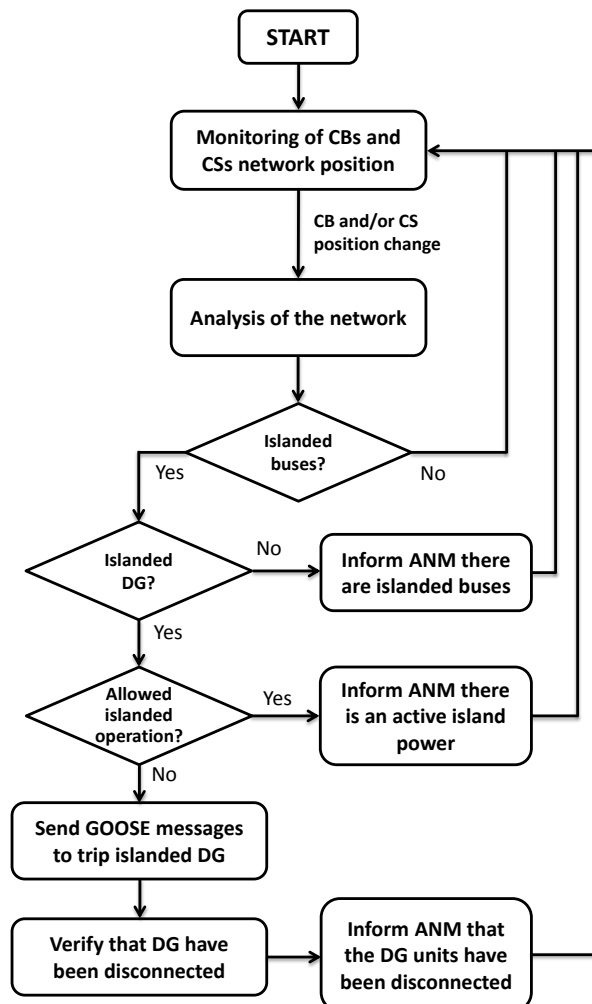 START
Monitoring of CBs and
CSs network position
CB and/or CS
position change
Analysis of the network
Islanded
buses?
Yes
No
Islanded
DG?
No
Inform ANM there
are islanded buses
Yes
Allowed
islanded
operation?
Yes
Inform ANM there
is an active island
power
No
Send GOOSE messages
to trip islanded DG
Verify that DG have
been disconnected
Inform ANM that
the DG units have
been disconnected